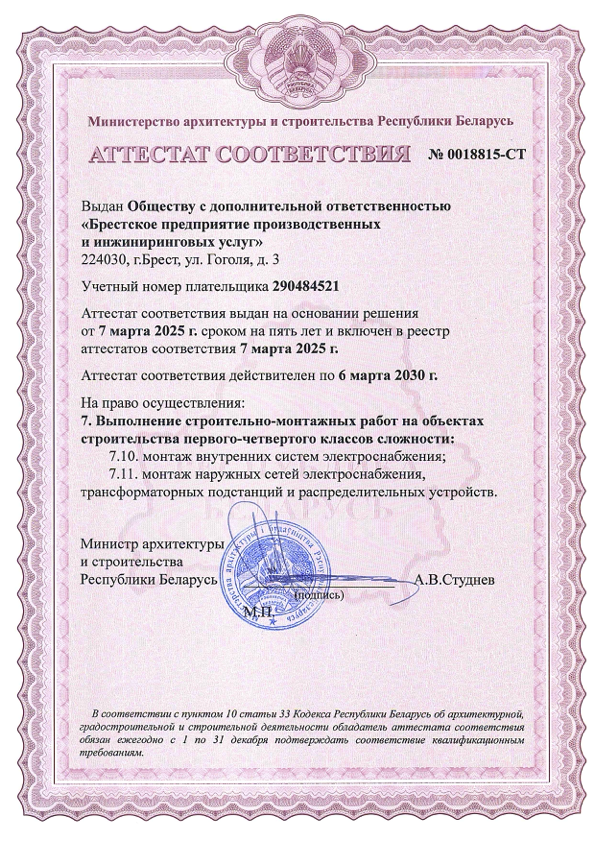 Министерство архитектуры и строительства Республики Беларусь
АТТЕСТАТ СООТВЕТСТВИЯ № 0018815-СТ
Выдан Обществу с дополнительной ответственностью
«Брестское предприятие производственных
и инжиниринговых услуг»
224030, г.Брест, ул. Гоголя, д. 3
Учетный номер плательщика 290484521
Аттестат соответствия выдан на основании решения
от 7 марта 2025 г. сроком на пять лет и включен в реестр
аттестатов соответствия 7 марта 2025 г.
Аттестат соответствия действителен по 6 марта 2030 г.
На право осуществления:
7. Выполнение строительно-монтажных работ на объектах
строительства первого-четвертого классов сложности:
7.10. монтаж внутренних систем электроснабжения;
7.11. монтаж наружных сетей электроснабжения,
трансформаторных подстанций и распределительных устройств.
БЕЛАРУСЬ
Министр архитектуры
и строительства
Республики Беларусь А.В.Студнев
(подпись)
М.П.
В соответствии с пунктом 10 статьи 33 Кодекса Республики Беларусь об архитектурной,
градостроительной и строительной деятельности обладатель аттестата соответствия
обязан ежегодно с 1 по 31 декабря подтверждать соответствие квалификационным
требованиям.